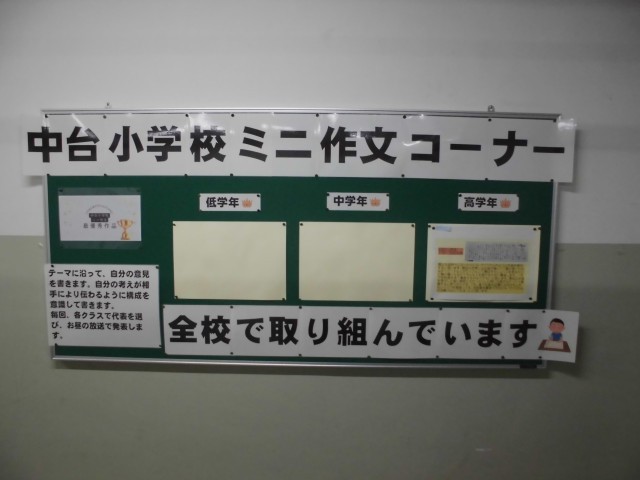 中台小学校ミニ作文コーナー
低学年
中学年
高学年
最優秀作品
テーマに沿って、自分の意見
を書きます。自分の考えが相
手により伝わるように構成を
意識して書きます。
毎回、各クラスで代表を選
び、お昼の放送で発表しま
す。
全校で取り組んでいます